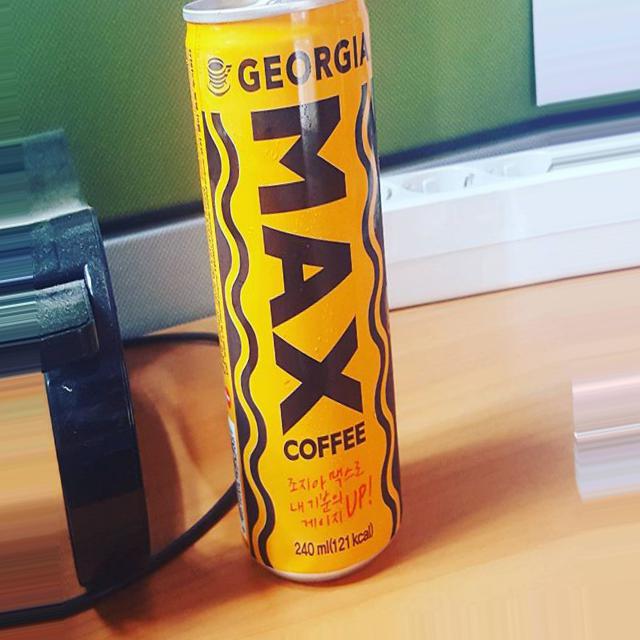 GEORGIA
MAX
COFFEE
조지아 맥스로
내 기분의
게이지 UP!
240 ml(121 kcal)